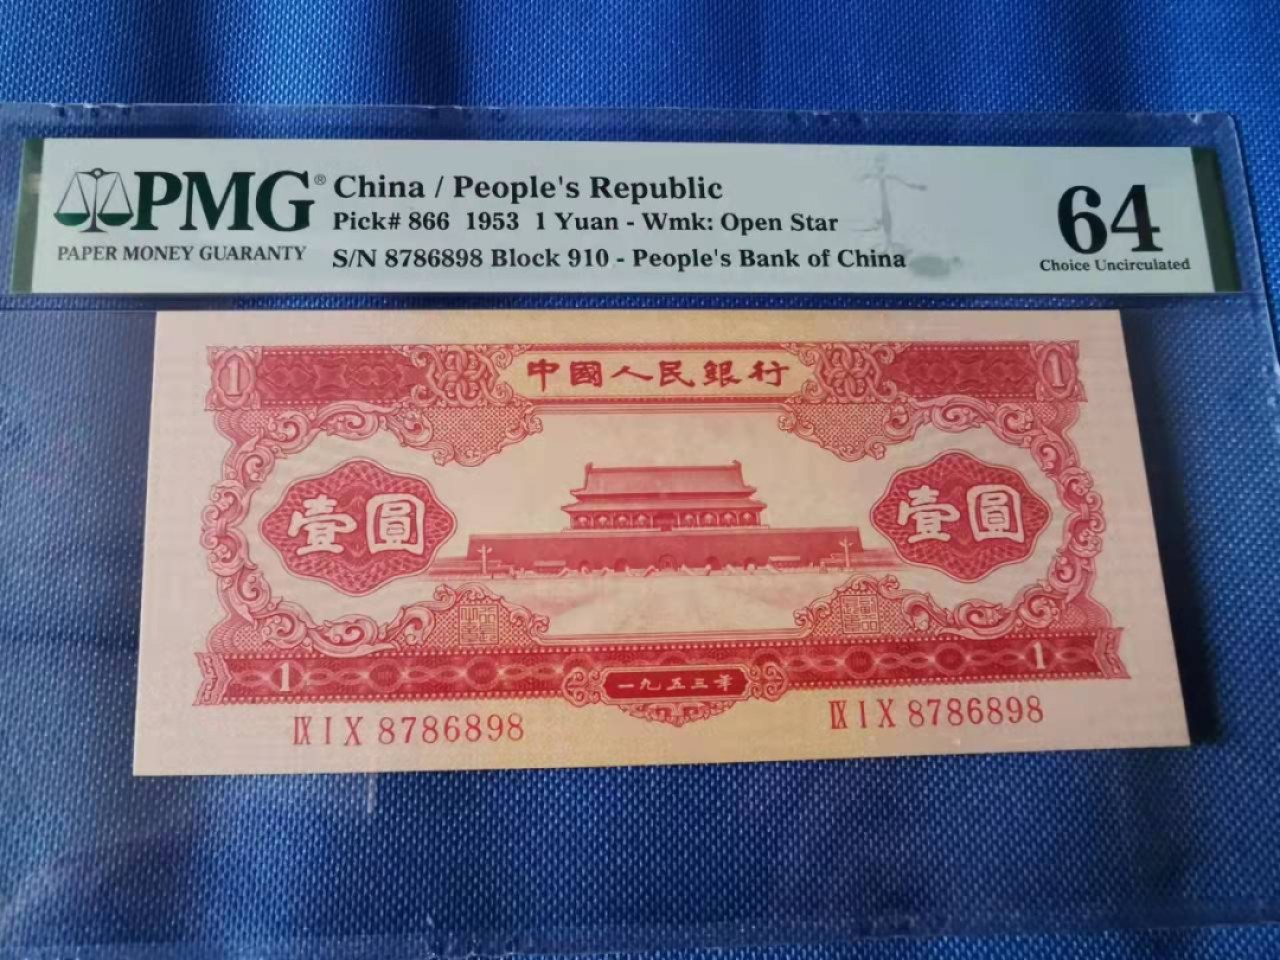 PMG®
PAPER MONEY GUARANTY
China / People's Republic
Pick# 866 1953 1 Yuan - Wmk: Open Star
S/N 8786898 Block 910 - People's Bank of China
64
Choice Uncirculated
1 中國人民銀行 1
壹圓 壹圓
1 一九五三年 1
IX I X 8786898 IX I X 8786898